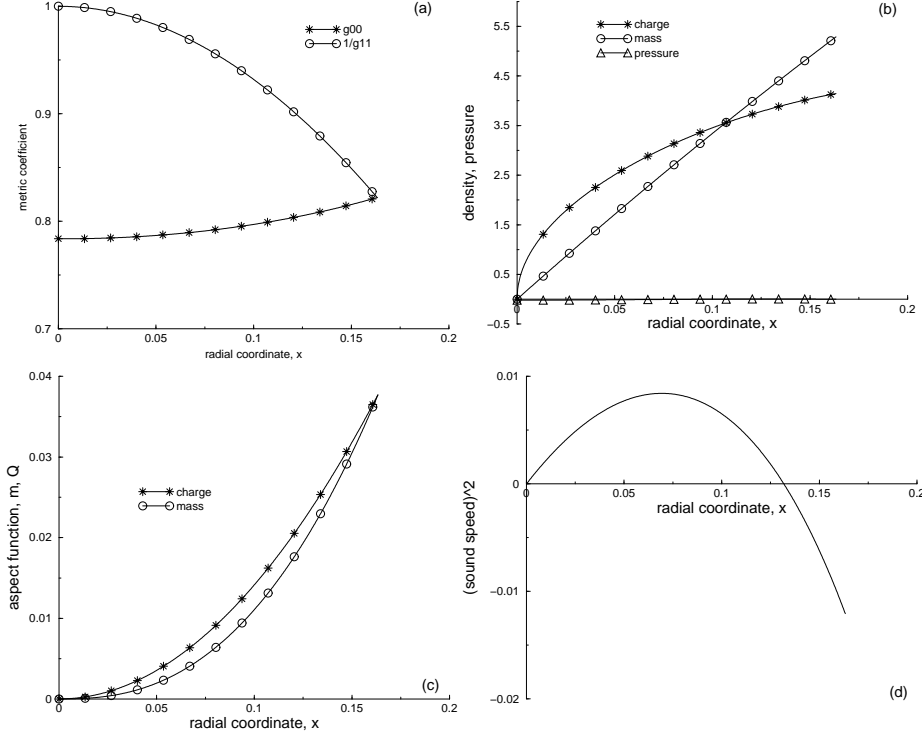 (a)
g00
1/g11
metric coefficient
1
0.9
0.8
0.7
0
0.05
0.1
0.15
0.2
radial coordinate, x
(b)
charge
mass
pressure
density, pressure
5.5
4.5
3.5
2.5
1.5
0.5
−0.5
0
0.05
0.1
0.15
0.2
radial coordinate, x
0.04
0.03
0.02
0.01
0
aspect function, m, Q
charge
mass
(c)
0
0.05
0.1
0.15
0.2
radial coordinate, x
0.01
0
−0.01
−0.02
(sound speed)^2
0
0.05
0.1
0.15
0.2
radial coordinate, x
(d)